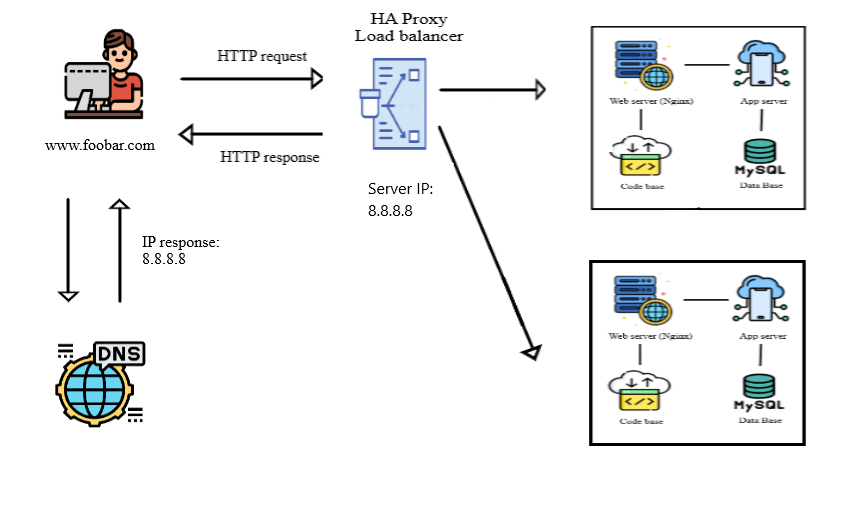 HA Proxy
Load balancer
HTTP request
www.foobar.com
HTTP response
Server IP:
8.8.8.8
IP response:
8.8.8.8
DNS
Web server (Nginx)
App server
</>
MySQL
Code base
Data Base
Web server (Nginx)
App server
</>
MySQL
Code base
Data Base